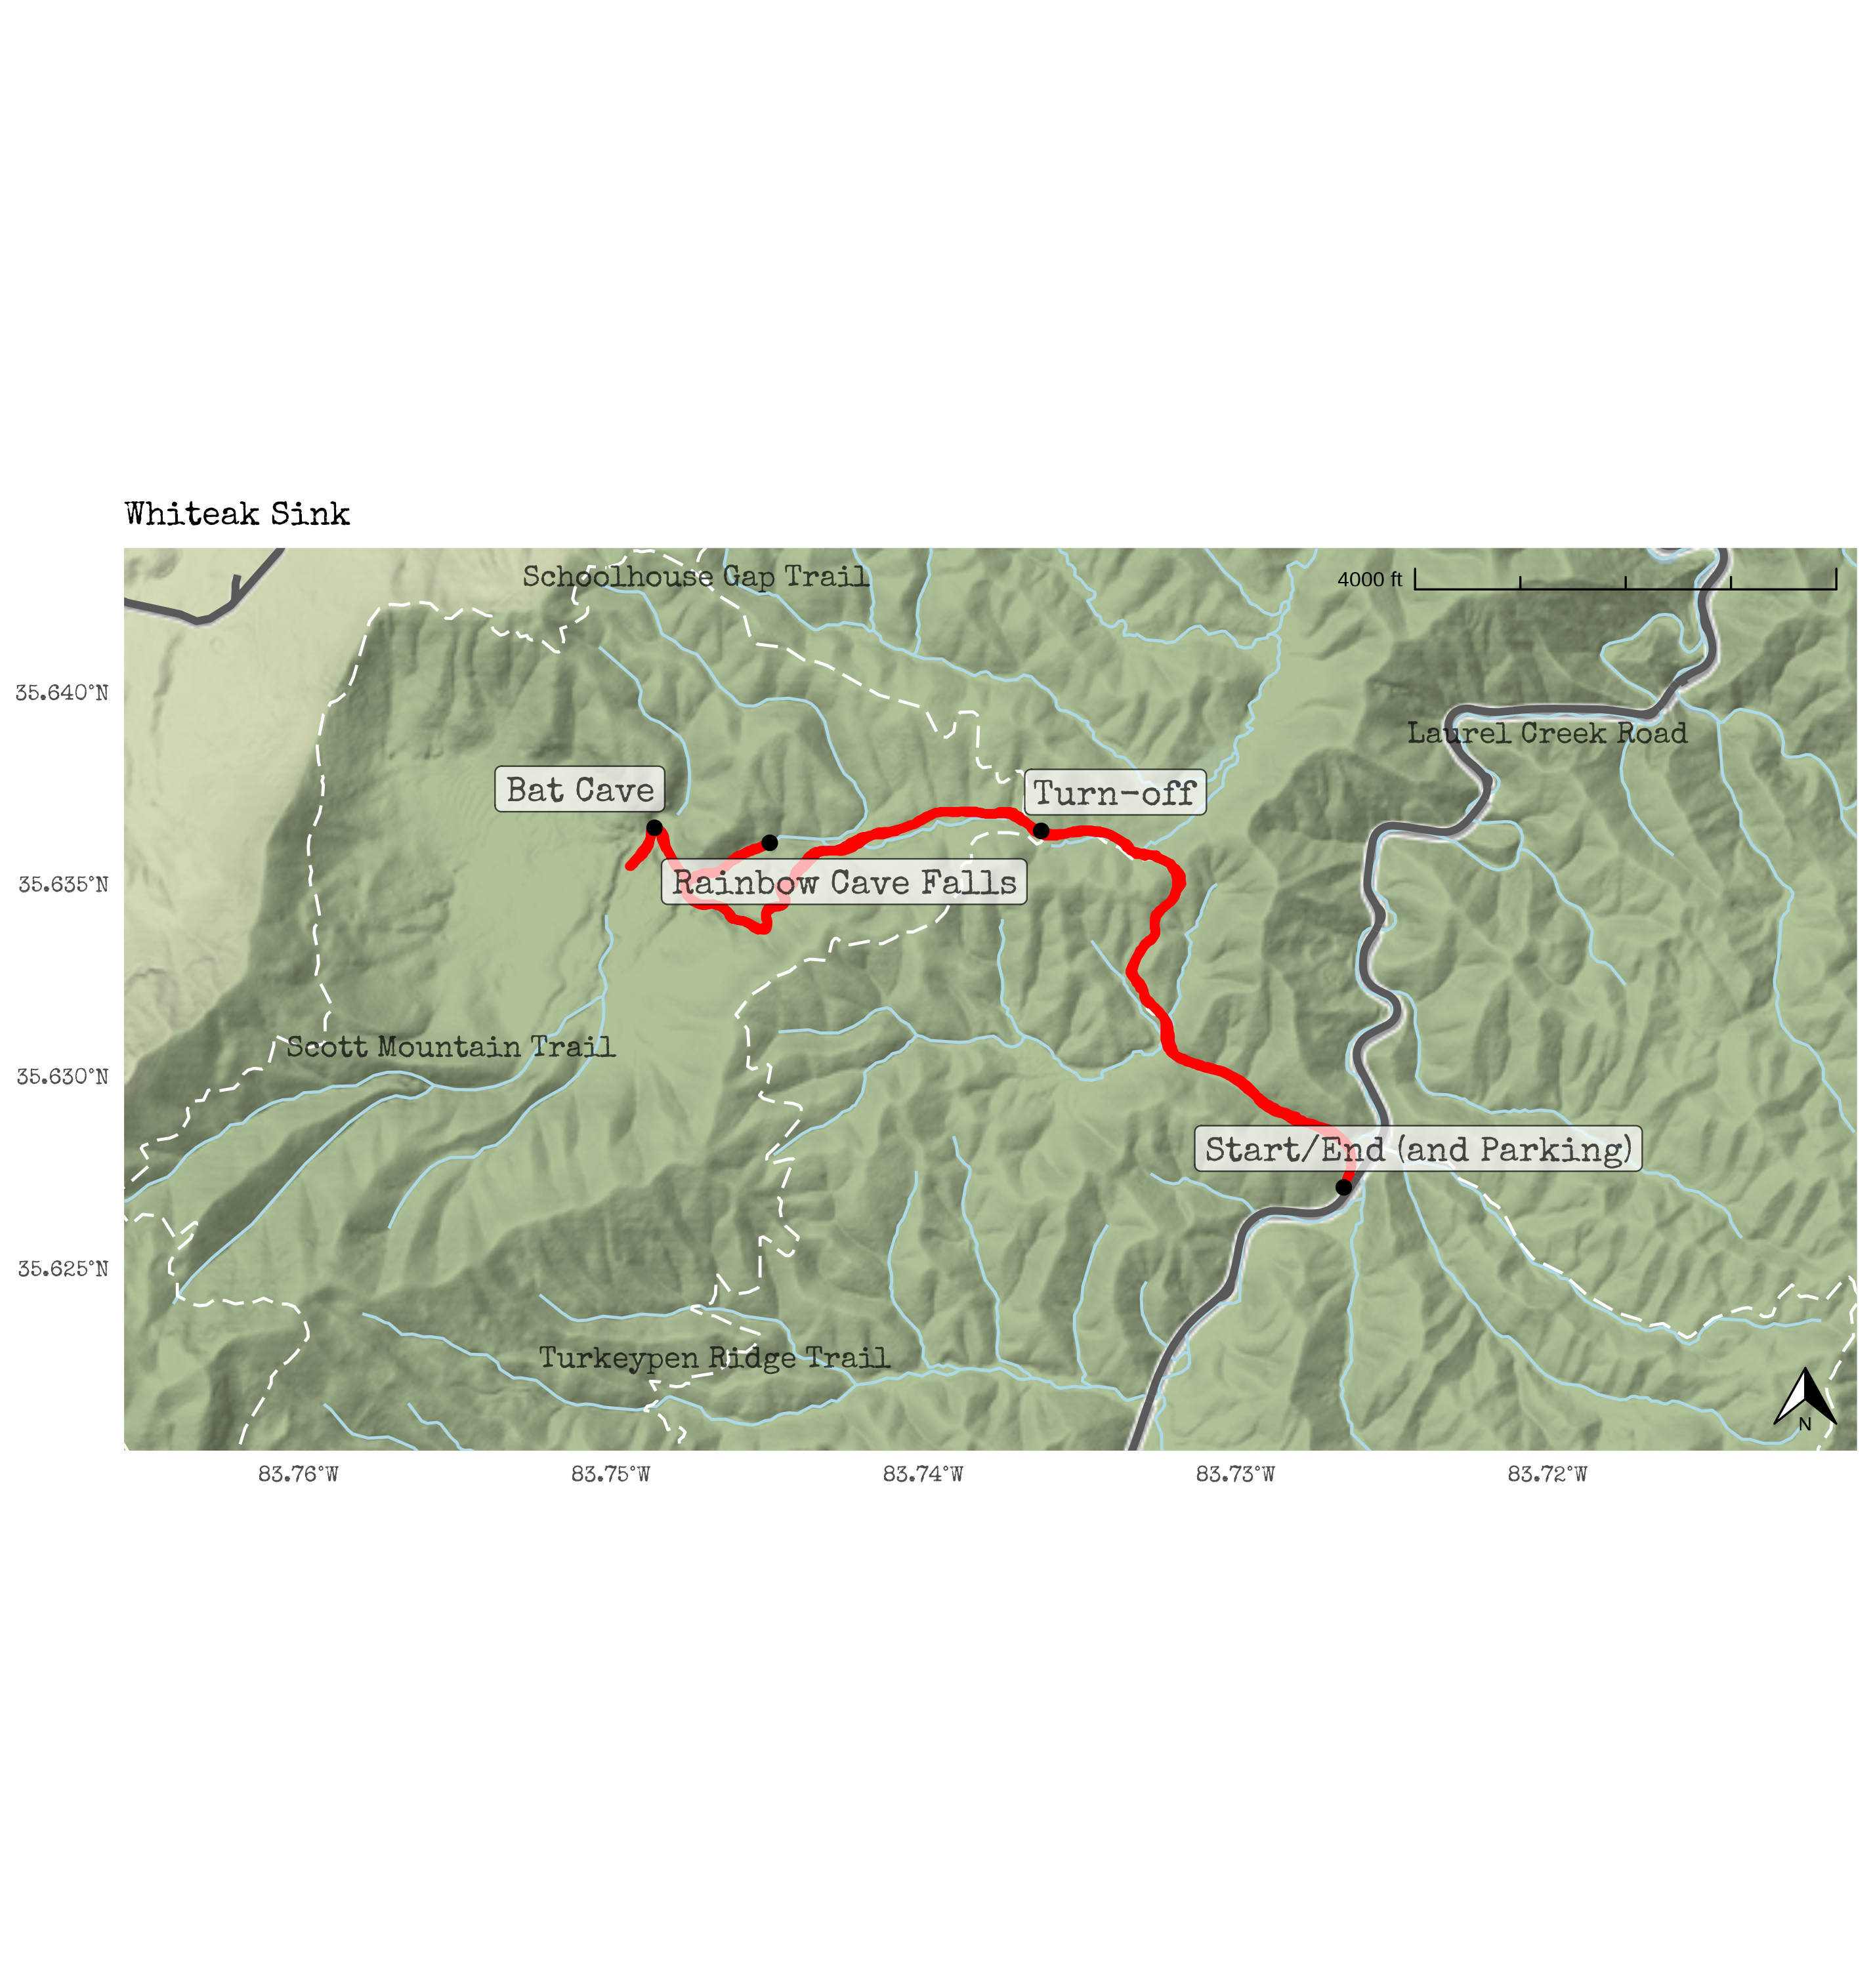 Whiteak Sink
Schoolhouse Gap Trail
4000 ft
35.640°N
Laurel Creek Road
Bat Cave
Turn-off
35.635°N
Rainbow Cave Falls
Scott Mountain Trail
35.630°N
Start/End (and Parking)
35.625°N
Turkeypen Ridge Trail
N
83.76°W
83.75°W
83.74°W
83.73°W
83.72°W